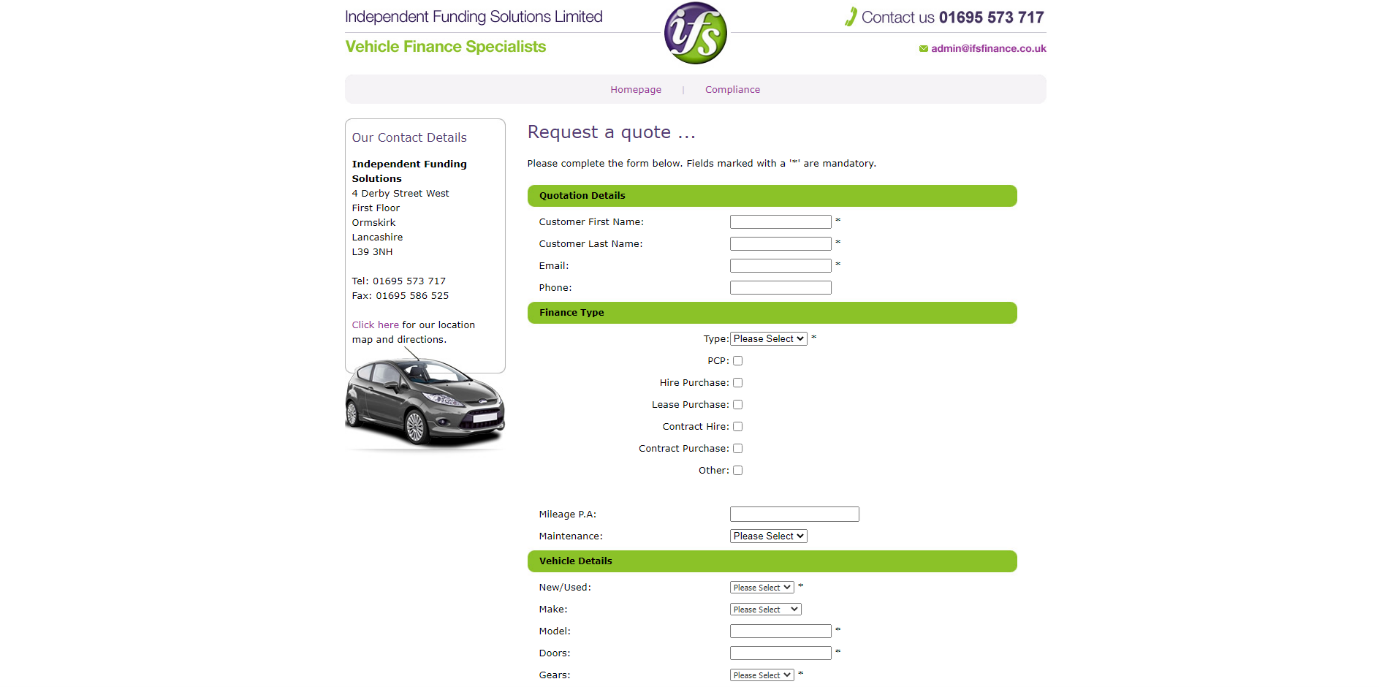 Independent Funding Solutions Limited
Vehicle Finance Specialists
ifs
Contact us 01695 573 717
admin@ifsfinance.co.uk
Homepage | Compliance
Our Contact Details
Independent Funding
Solutions
4 Derby Street West
First Floor
Ormskirk
Lancashire
L39 3NH
Tel: 01695 573 717
Fax: 01695 586 525
Click here for our location
map and directions.
Request a quote ...
Please complete the form below. Fields marked with a '*' are mandatory.
Quotation Details
Customer First Name: *
Customer Last Name: *
Email: *
Phone:
Finance Type
Type: Please Select *
PCP:
Hire Purchase:
Lease Purchase:
Contract Hire:
Contract Purchase:
Other:
Mileage P.A:
Maintenance: Please Select
Vehicle Details
New/Used: Please Select *
Make: Please Select
Model: *
Doors: *
Gears: Please Select *